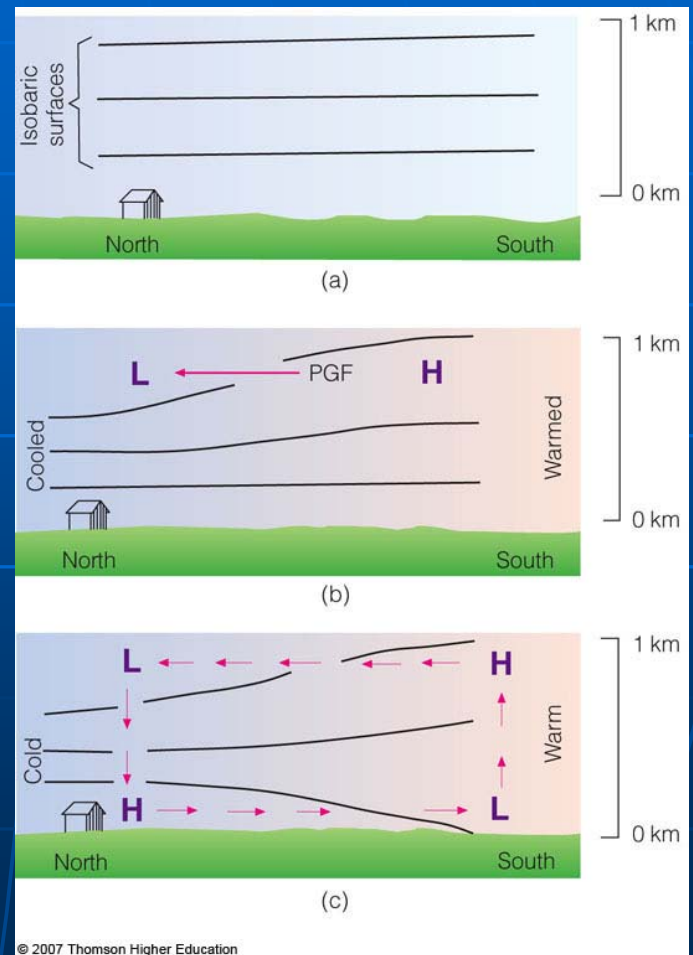 1 km
Isobaric
surfaces
0 km
North South
(a)
1 km
L PGF H
Cooled
Warmed
0 km
North South
(b)
1 km
L H
Cold
Warm
H L
0 km
North South
(c)
© 2007 Thomson Higher Education